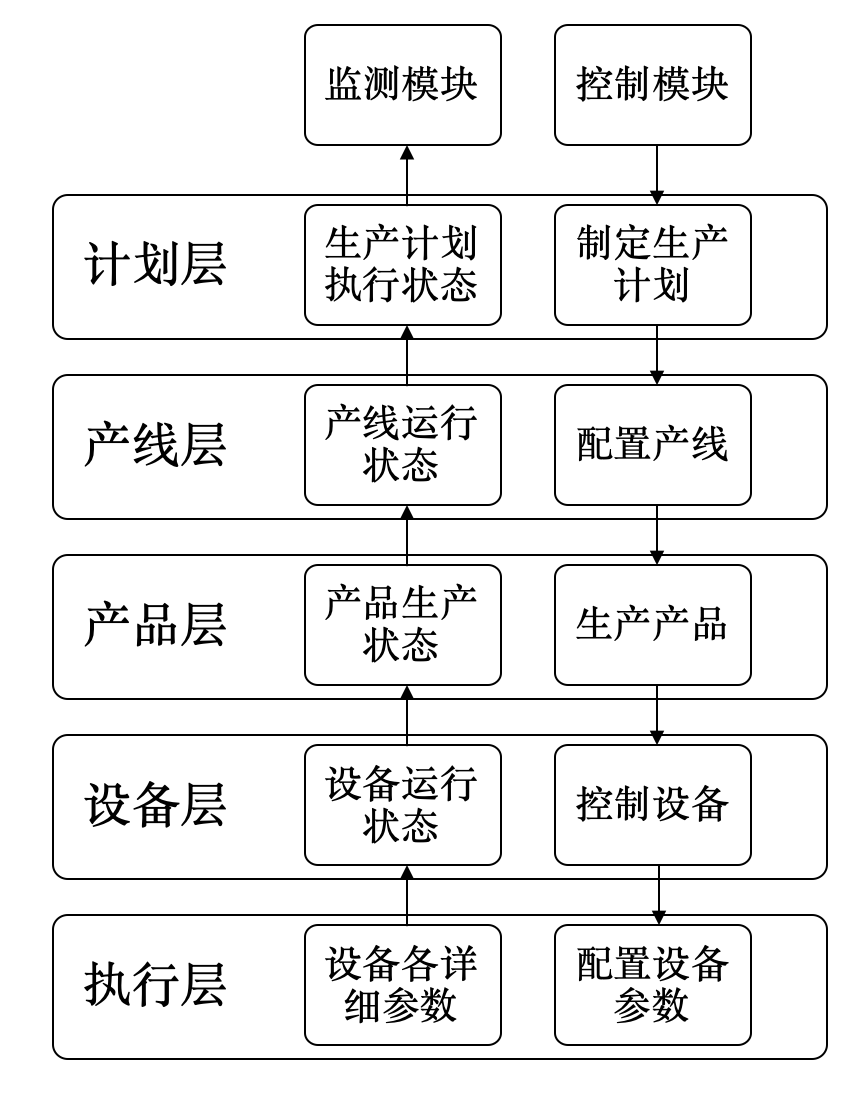 监测模块
控制模块
计划层
生产计划
执行状态
制定生产
计划
产线层
产线运行
状态
配置产线
产品层
产品生产
状态
生产产品
设备层
设备运行
状态
控制设备
执行层
设备各详
细参数
配置设备
参数